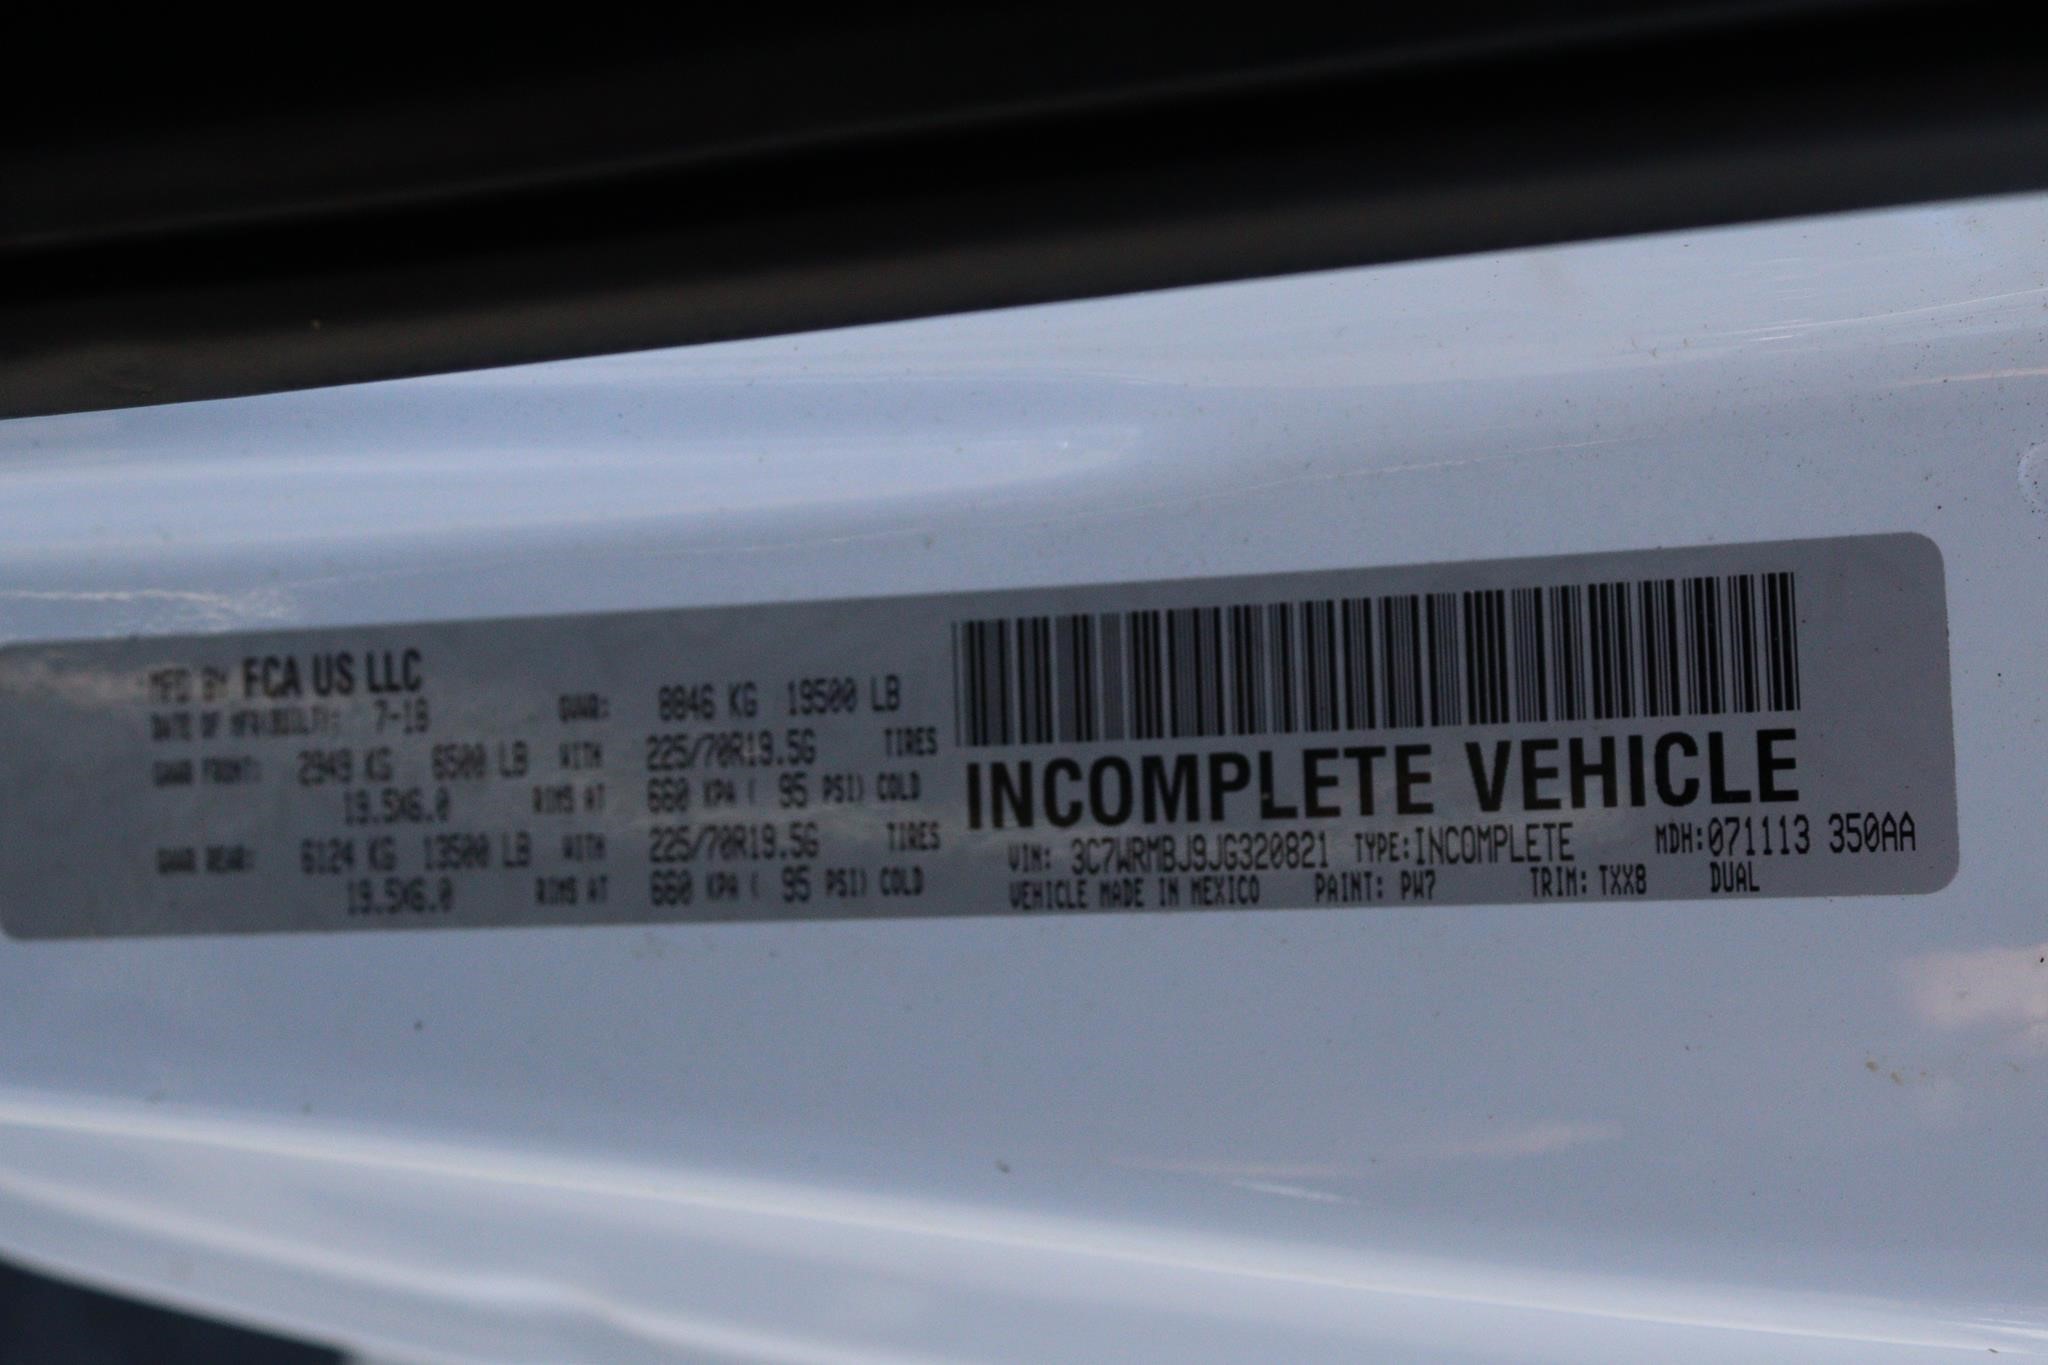 MFD BY FCA US LLC
DATE OF MFR(BUILT): 7-18 GVWR: 8846 KG 19500 LB
GAWR FRONT: 2949 KG 6500 LB WITH 225/70R19.5G TIRES
19.5X6.0 RIMS AT 660 KPA ( 95 PSI) COLD
GAWR REAR: 6124 KG 13500 LB WITH 225/70R19.5G TIRES
19.5X6.0 RIMS AT 660 KPA ( 95 PSI) COLD
INCOMPLETE VEHICLE
VIN: 3C7WRMBJ9JG320821 TYPE: INCOMPLETE MDH: 071113 350AA
VEHICLE MADE IN MEXICO PAINT: PW7 TRIM: TXX8 DUAL